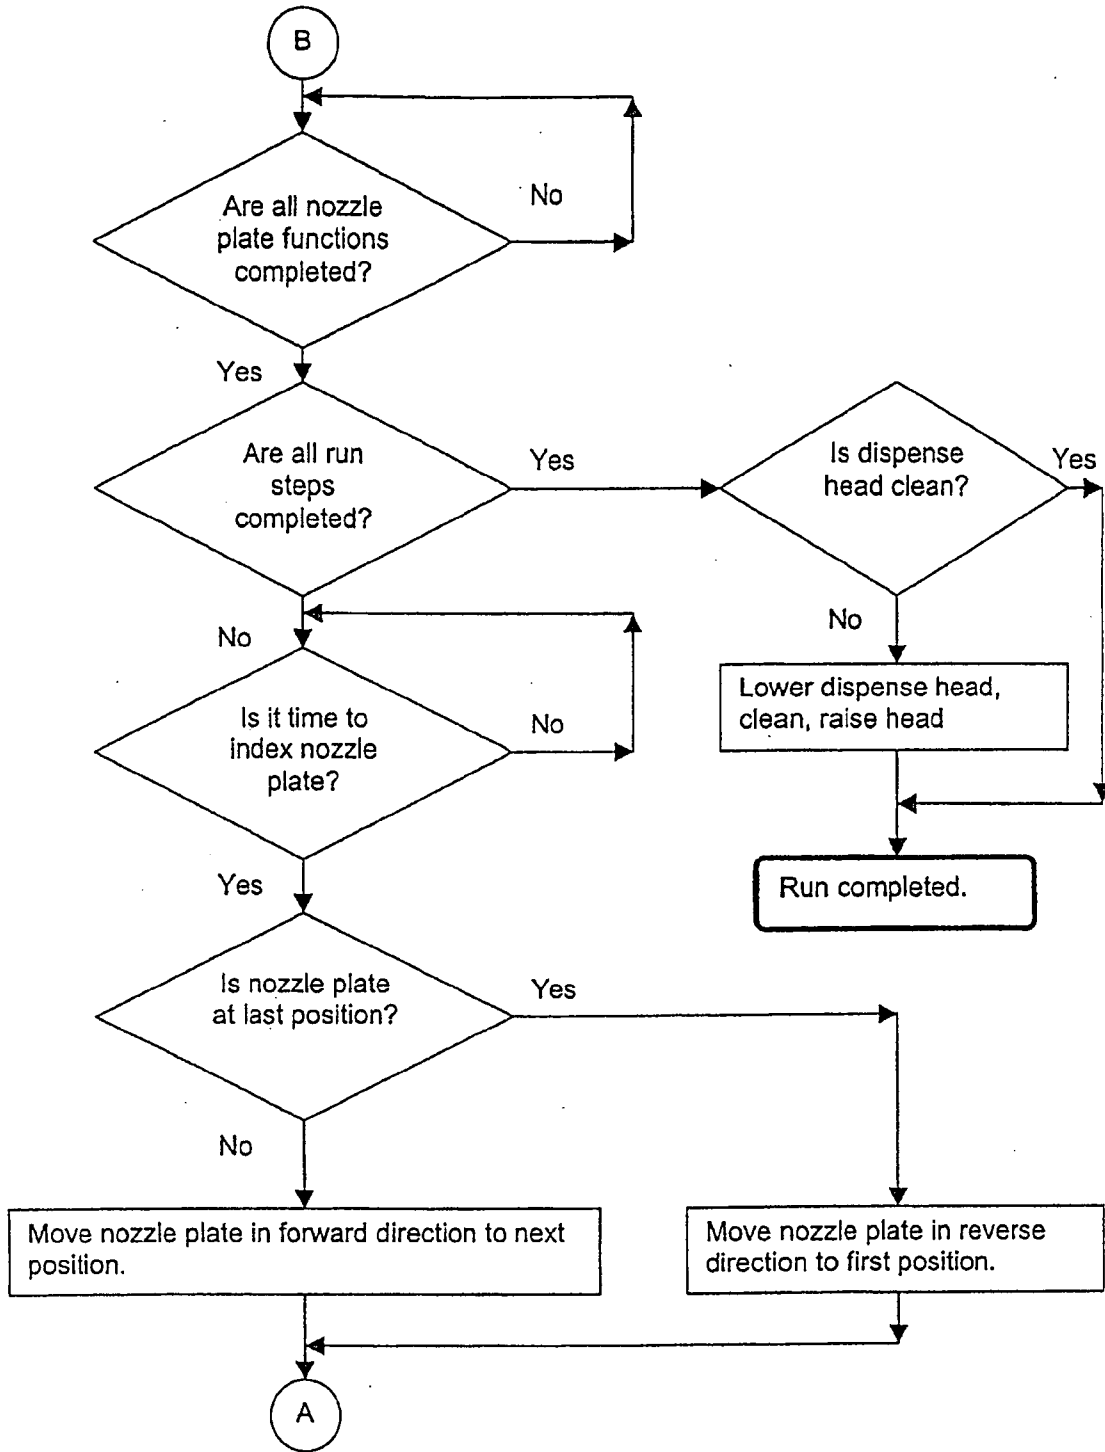 B
Are all nozzle
plate functions
completed?
No
Yes
Are all run
steps
completed?
Yes
Is dispense
head clean?
Yes
No
No
Lower dispense head,
clean, raise head
Is it time to
index nozzle
plate?
No
Yes
Run completed.
Is nozzle plate
at last position?
Yes
No
Move nozzle plate in forward direction to next
position.
Move nozzle plate in reverse
direction to first position.
A